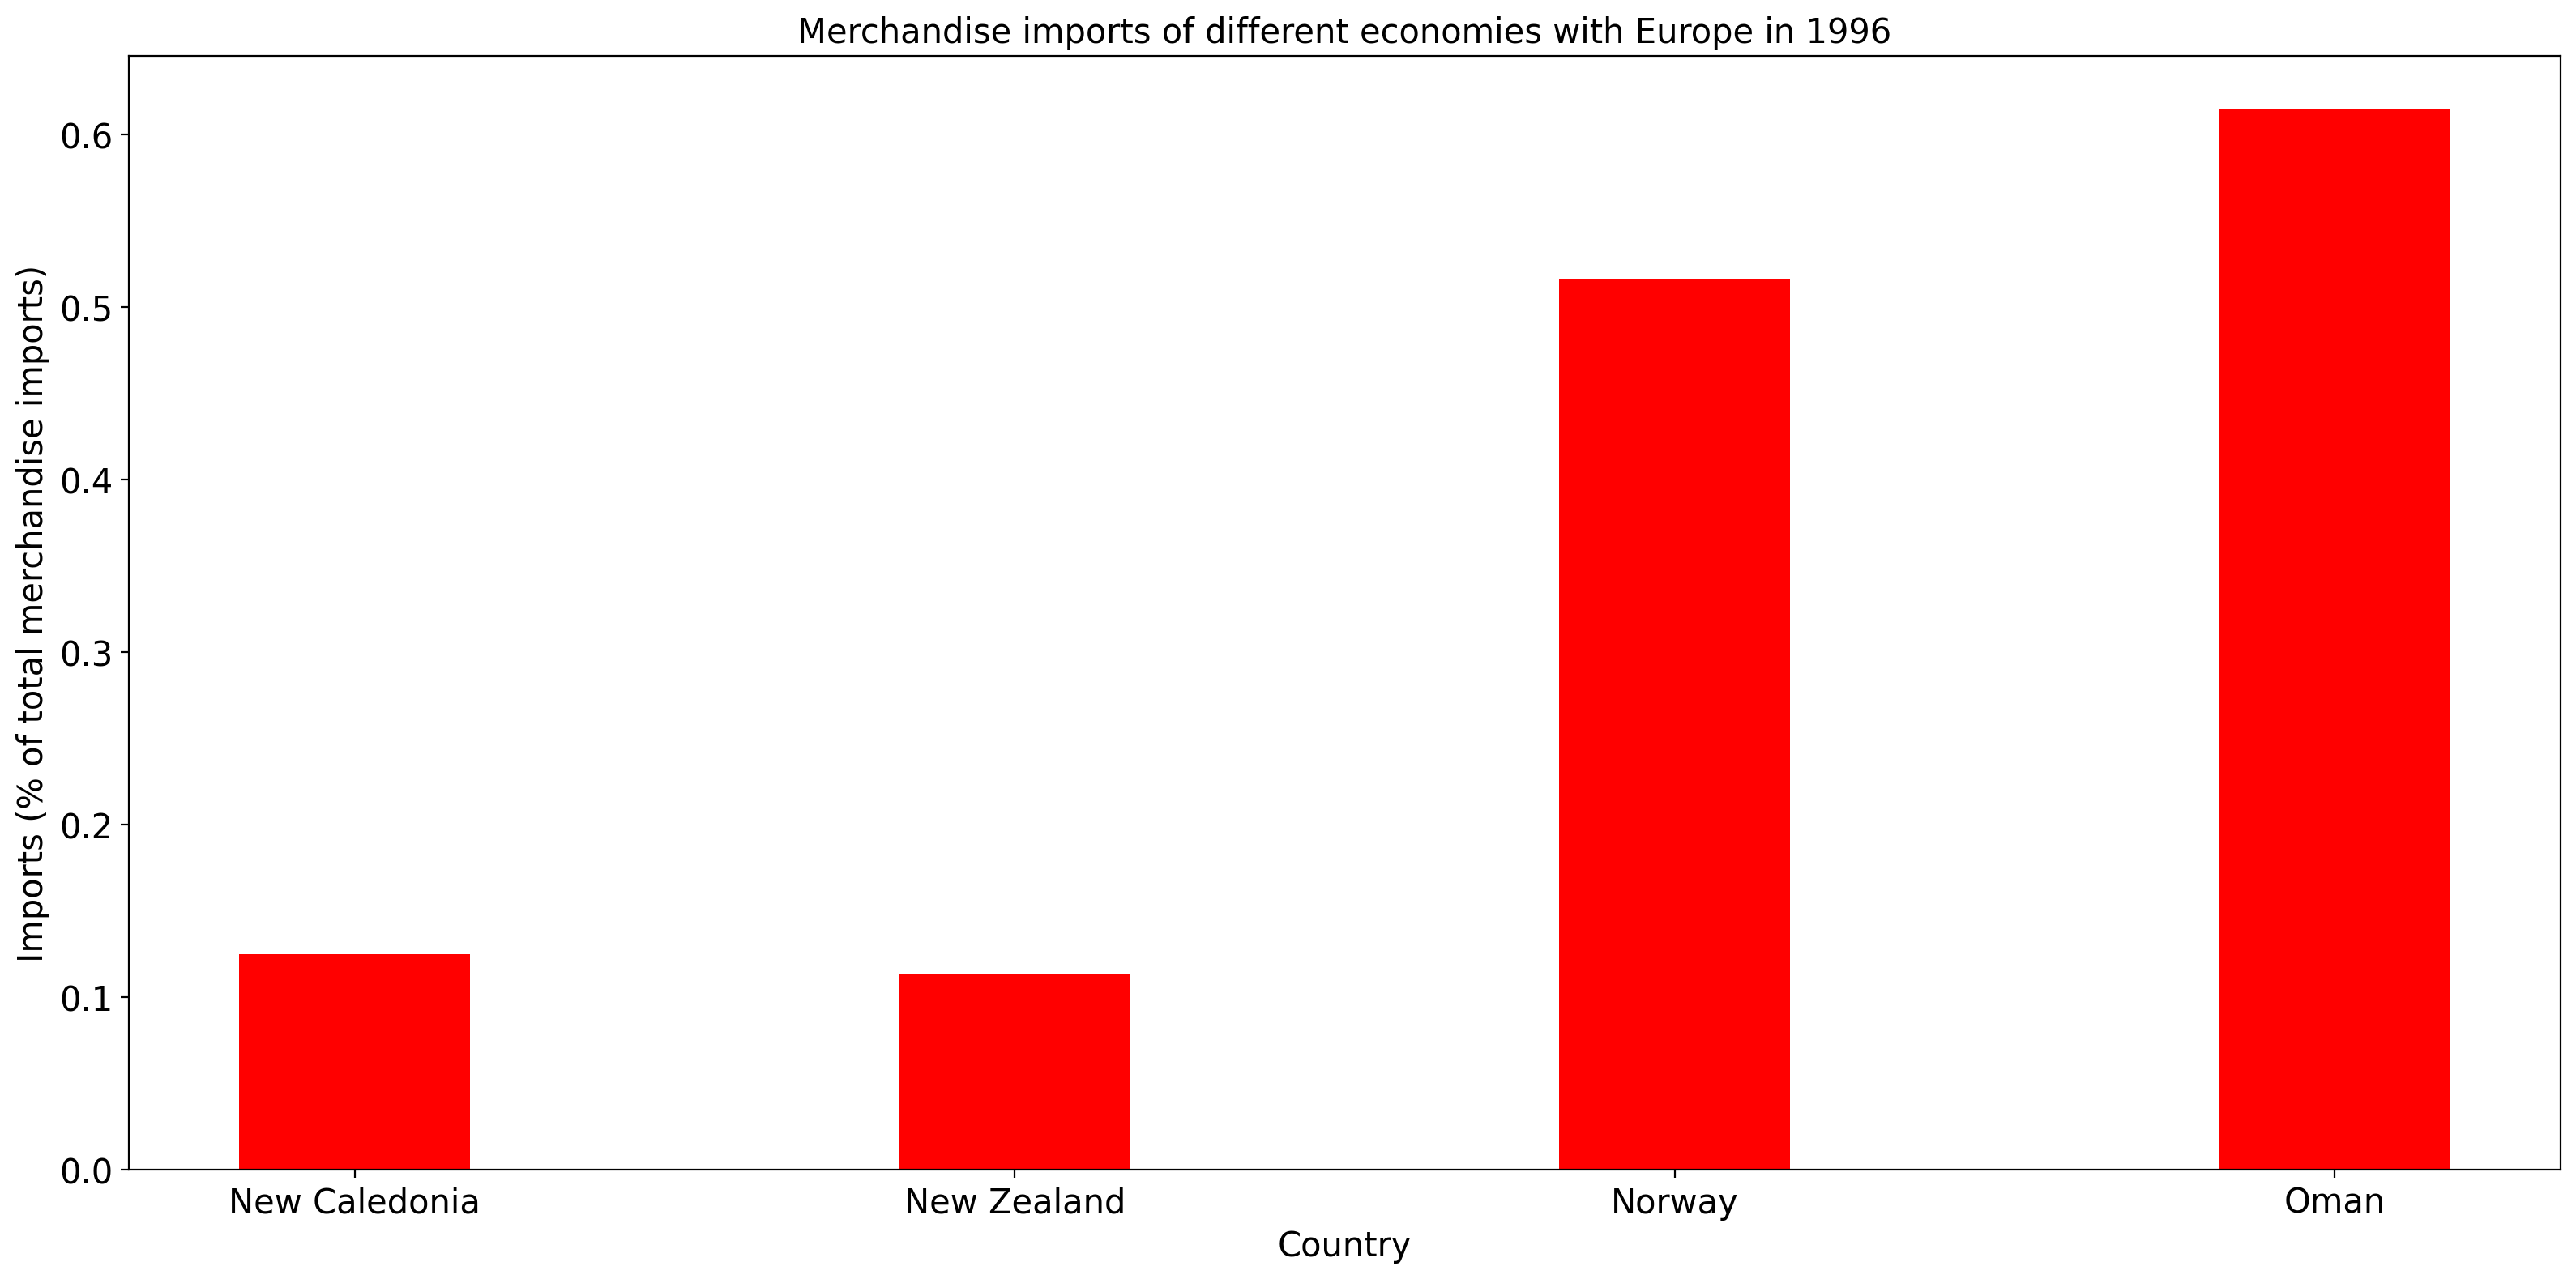 Merchandise imports of different economies with Europe in 1996
Imports (% of total merchandise imports)
0.6
0.5
0.4
0.3
0.2
0.1
0.0
New Caledonia
New Zealand
Norway
Oman
Country